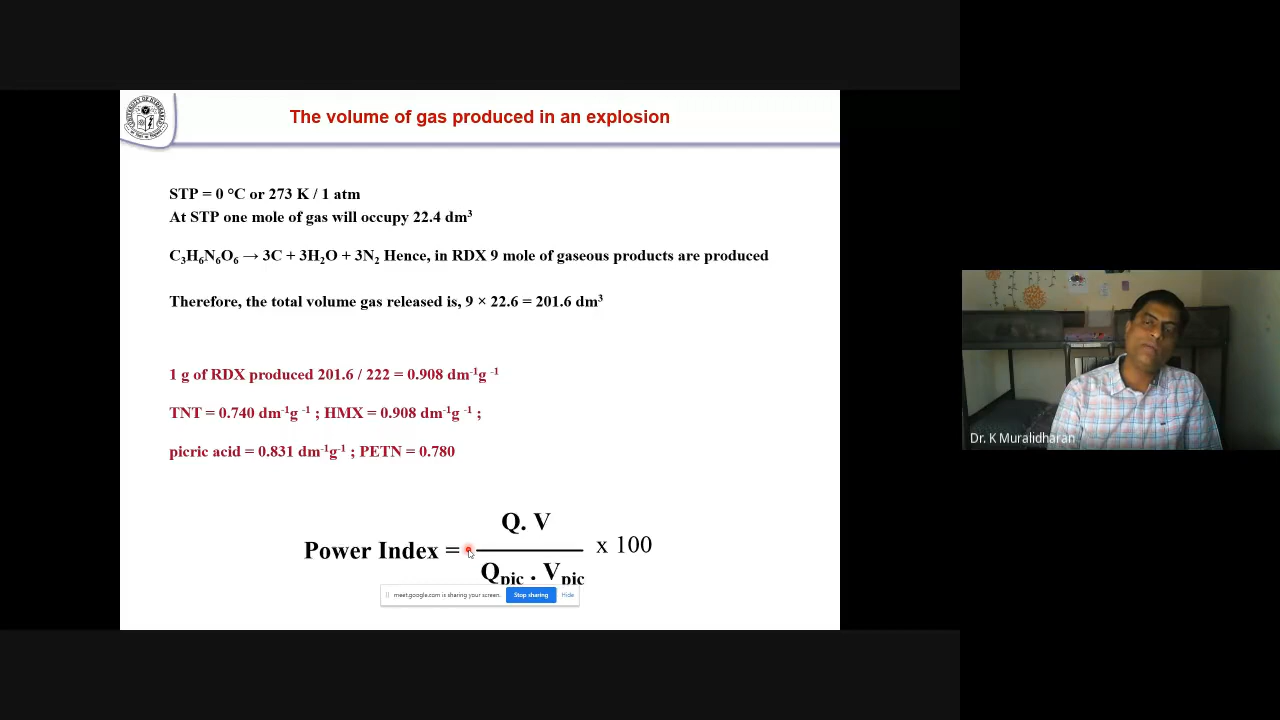 The volume of gas produced in an explosion
STP = 0 °C or 273 K / 1 atm
At STP one mole of gas will occupy 22.4 dm³
C₃H₆N₆O₆ → 3C + 3H₂O + 3N₂ Hence, in RDX 9 mole of gaseous products are produced
Therefore, the total volume gas released is, 9 × 22.6 = 201.6 dm³
1 g of RDX produced 201.6 / 222 = 0.908 dm⁻¹g ⁻¹
TNT = 0.740 dm⁻¹g ⁻¹ ; HMX = 0.908 dm⁻¹g ⁻¹ ;
picric acid = 0.831 dm⁻¹g⁻¹ ; PETN = 0.780
Q. V
Power Index = x 100
Qpic . Vpic
meet.google.com is sharing your screen. Stop sharing Hide
Dr. K Muralidharan